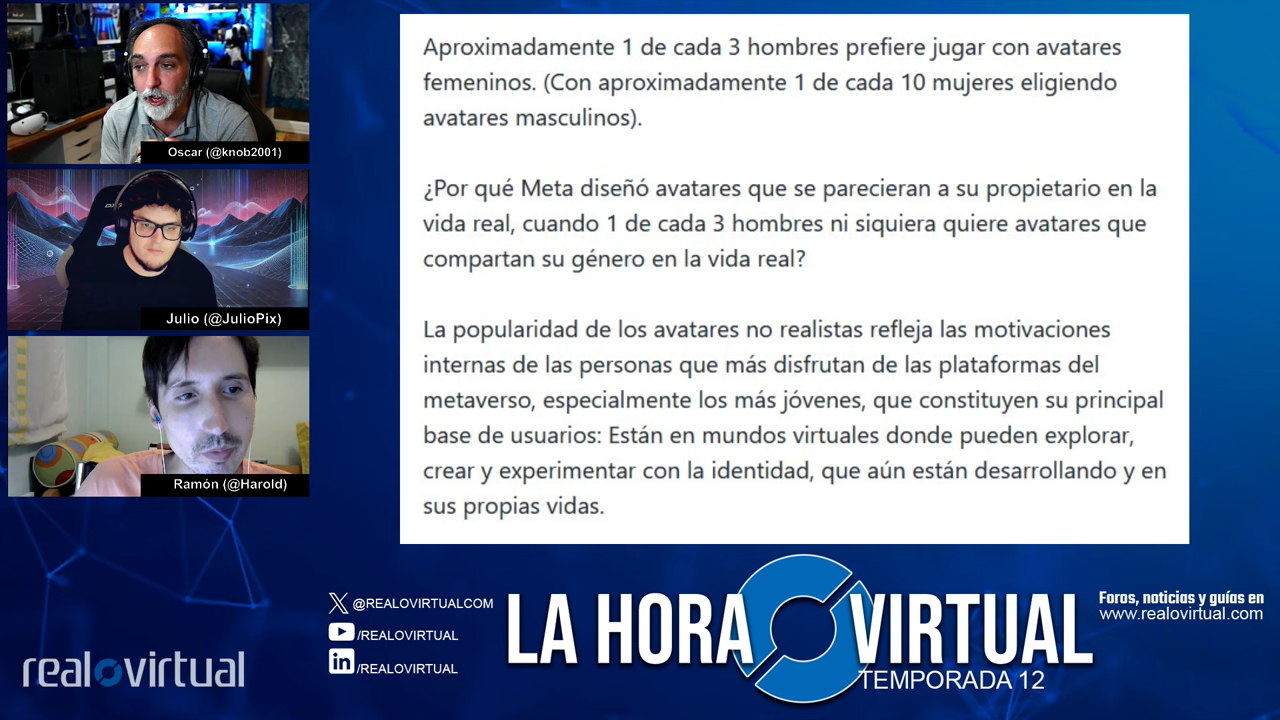 Oscar (@knob2001)
Julio (@JulioPix)
Ramón (@Harold)
Aproximadamente 1 de cada 3 hombres prefiere jugar con avatares
femeninos. (Con aproximadamente 1 de cada 10 mujeres eligiendo
avatares masculinos).
¿Por qué Meta diseñó avatares que se parecieran a su propietario en la
vida real, cuando 1 de cada 3 hombres ni siquiera quiere avatares que
compartan su género en la vida real?
La popularidad de los avatares no realistas refleja las motivaciones
internas de las personas que más disfrutan de las plataformas del
metaverso, especialmente los más jóvenes, que constituyen su principal
base de usuarios: Están en mundos virtuales donde pueden explorar,
crear y experimentar con la identidad, que aún están desarrollando y en
sus propias vidas.
realovirtual
@REALOVIRTUALCOM
/REALOVIRTUAL
/REALOVIRTUAL
LA HORA VIRTUAL
TEMPORADA 12
Foros, noticias y guías en
www.realovirtual.com